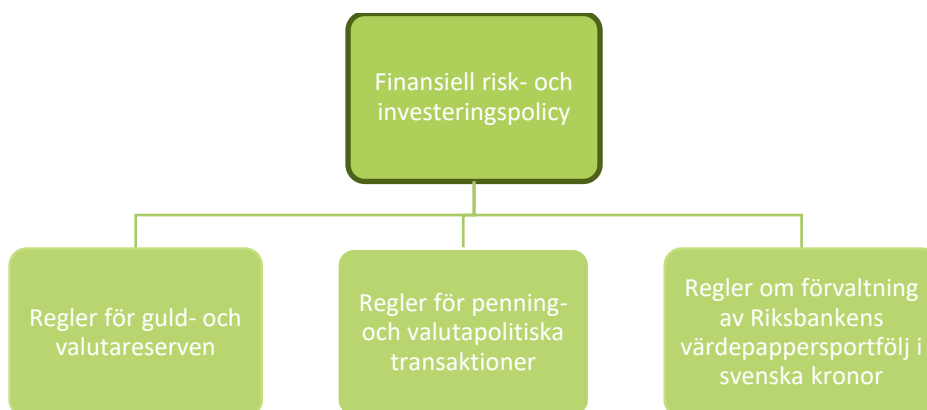 Finansiell risk- och
investeringspolicy
Regler för guld- och
valutareserven
Regler för penning-
och valutapolitiska
transaktioner
Regler om förvaltning
av Riksbankens
värdepappersportfölj i
svenska kronor